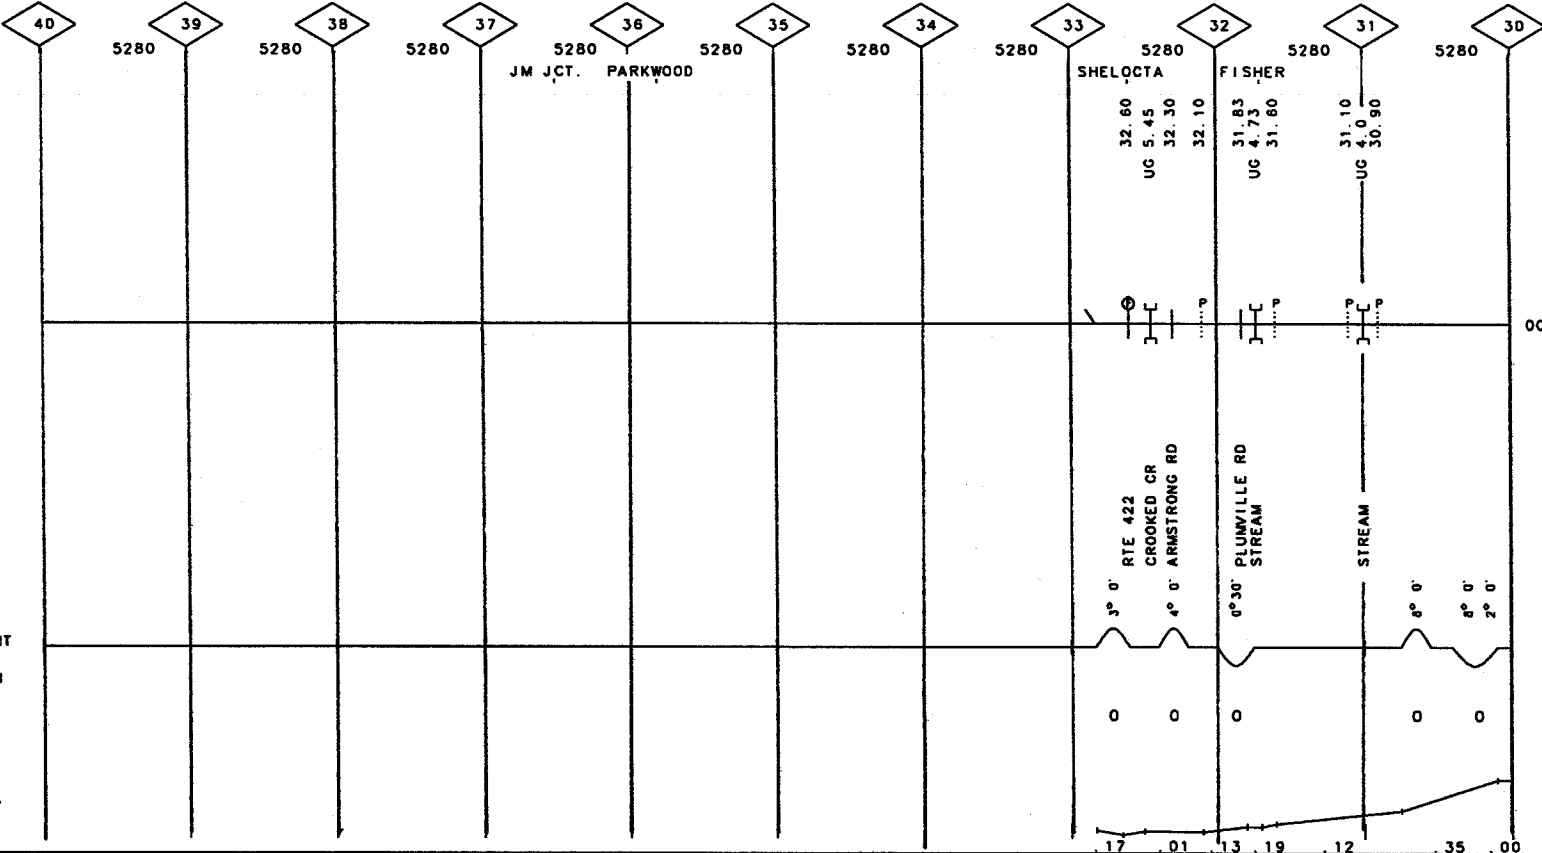 40 39 38 37 36 35 34 33 32 31 30
5280 5280 5280 5280 5280 5280 5280 5280 5280 5280
JM JCT. PARKWOOD SHELOCTA FISHER
32.60
UG 5.45
32.30
32.10
31.83
UG 4.73
31.60
31.10
UG 4.0
30.90
P P P P P
00
RTE 422
CROOKED CR
ARMSTRONG RD
PLUMVILLE RD
STREAM
STREAM
3° 0'
4° 0'
0°30'
8° 0'
8° 0'
2° 0'
0 0 0 0 0
.17 .01 .13 .19 .12 .35 .00